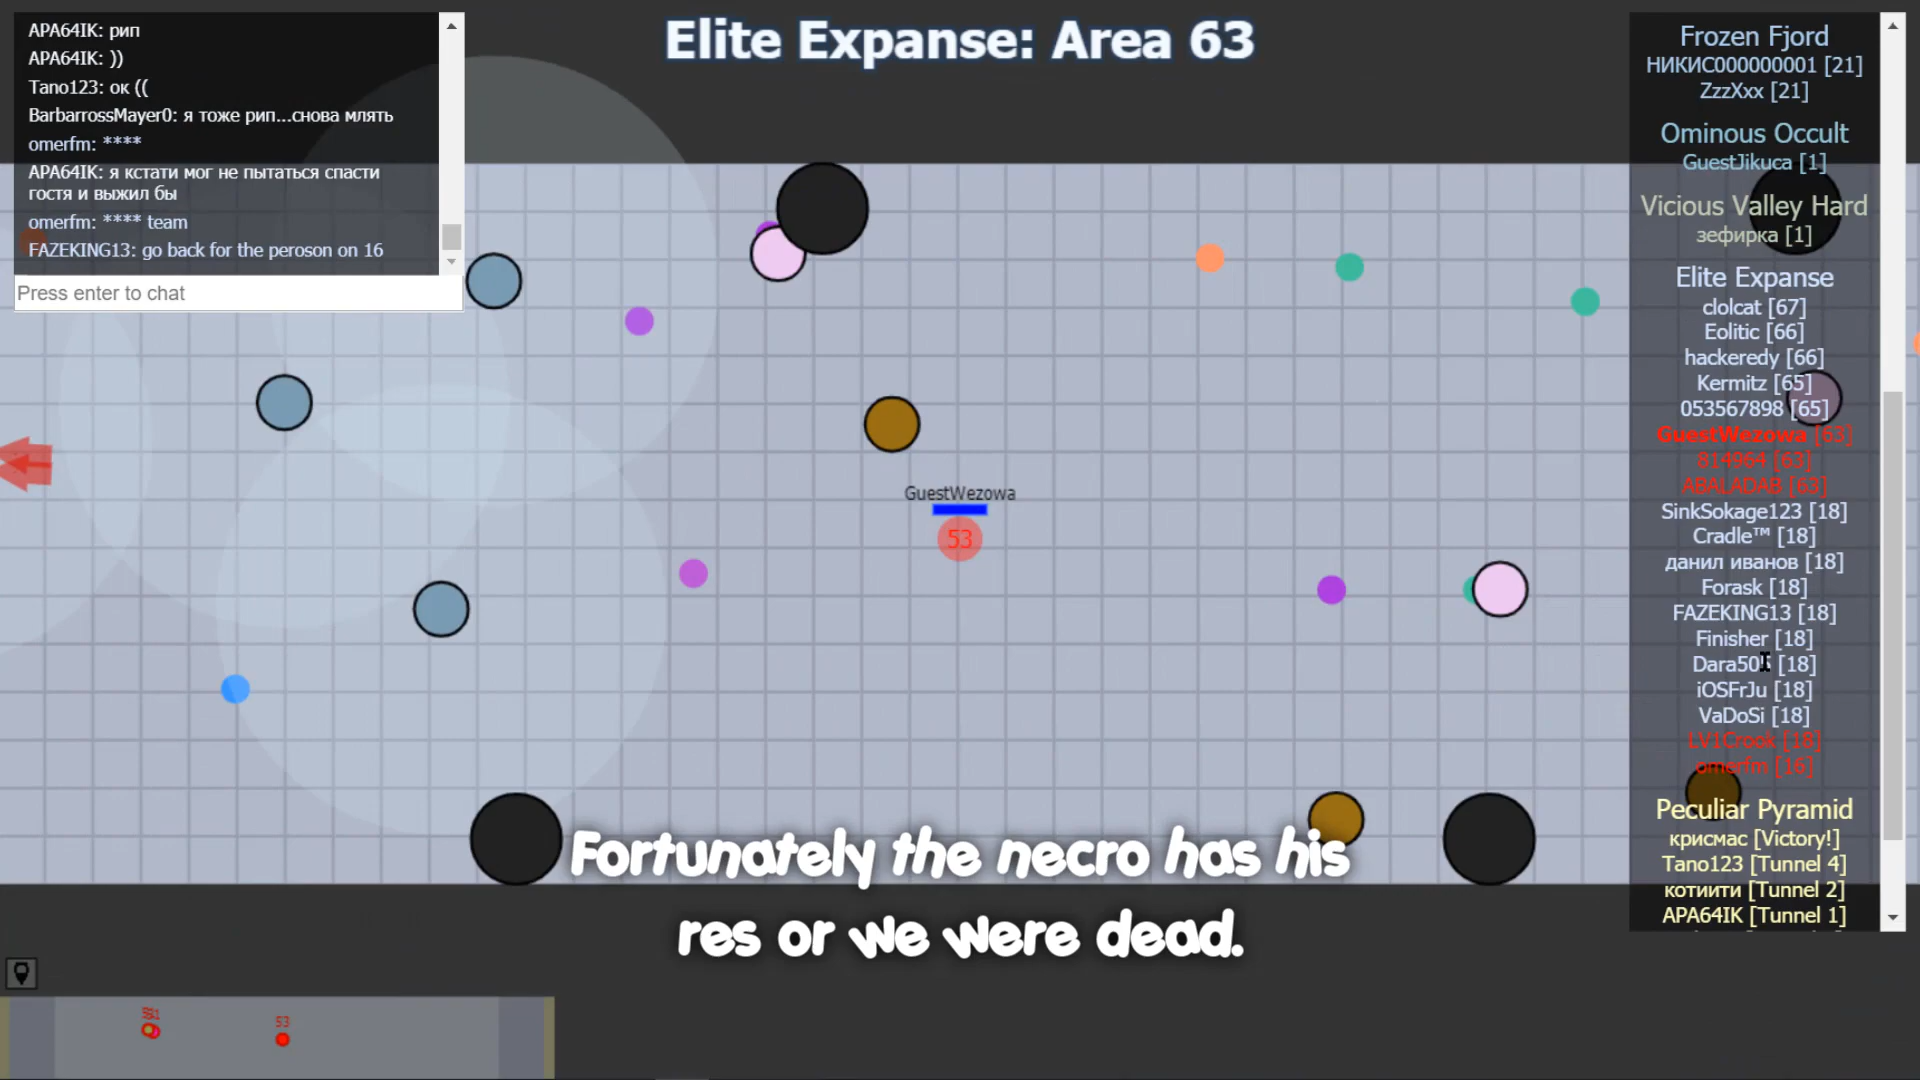 Elite Expanse: Area 63
APA64IK: рип
APA64IK: ))
Tano123: ок ((
BarbarrossMayer0: я тоже рип...снова млять
omerfm: ****
APA64IK: я кстати мог не пытаться спасти
гостя и выжил бы
omerfm: **** team
FAZEKING13: go back for the peroson on 16
Press enter to chat
GuestWezowa
53
Frozen Fjord
НИКИС000000001 [21]
ZzzXxx [21]
Ominous Occult
GuestJikuca [1]
Vicious Valley Hard
зефирка [1]
Elite Expanse
clolcat [67]
Eolitic [66]
hackeredy [66]
Kermitz [65]
053567898 [65]
GuestWezowa [63]
814964 [63]
ABALADAB [63]
SinkSokage123 [18]
Cradle™ [18]
данил иванов [18]
Forask [18]
FAZEKING13 [18]
Finisher [18]
Dara505 [18]
iOSFrJu [18]
VaDoSi [18]
LV1Crook [18]
omerfm [16]
Peculiar Pyramid
крисмас [Victory!]
Tano123 [Tunnel 4]
котиити [Tunnel 2]
APA64IK [Tunnel 1]
Fortunately the necro has his
res or we were dead.
53